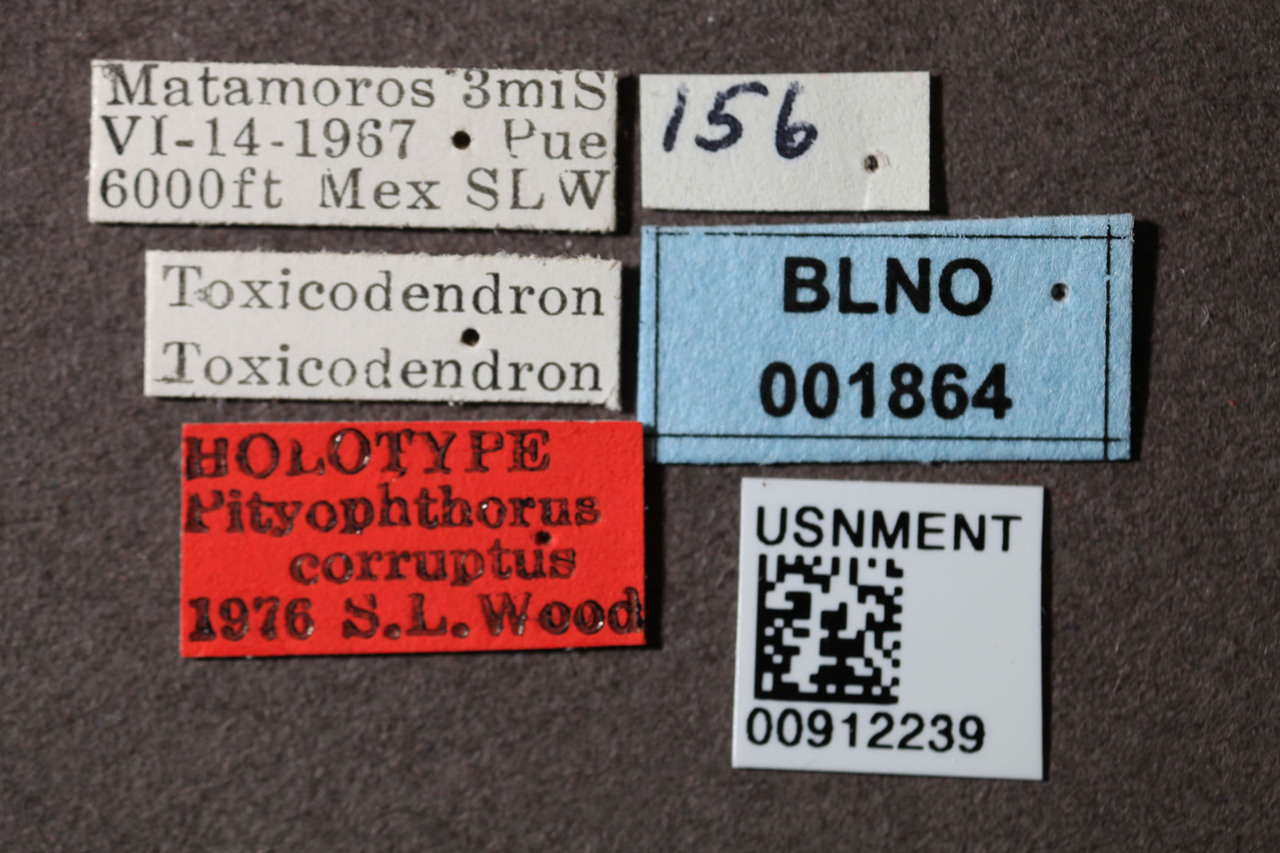 Matamoros 3miS
VI-14-1967 Pue
6000ft Mex SLW
156
Toxicodendron
Toxicodendron
BLNO
001864
HOLOTYPE
Pityophthorus
corruptus
1976 S.L. Wood
USNMENT
00912239